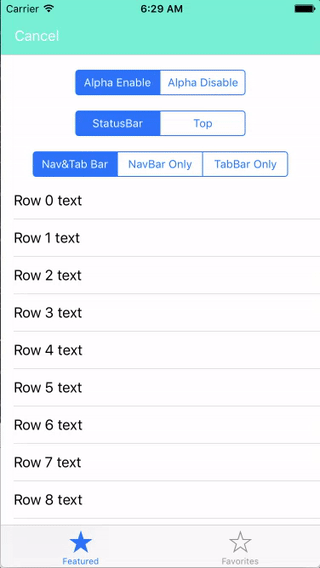 Carrier 6:29 AM
Cancel
Alpha Enable Alpha Disable
StatusBar Top
Nav&Tab Bar NavBar Only TabBar Only
Row 0 text
Row 1 text
Row 2 text
Row 3 text
Row 4 text
Row 5 text
Row 6 text
Row 7 text
Row 8 text
Featured Favorites